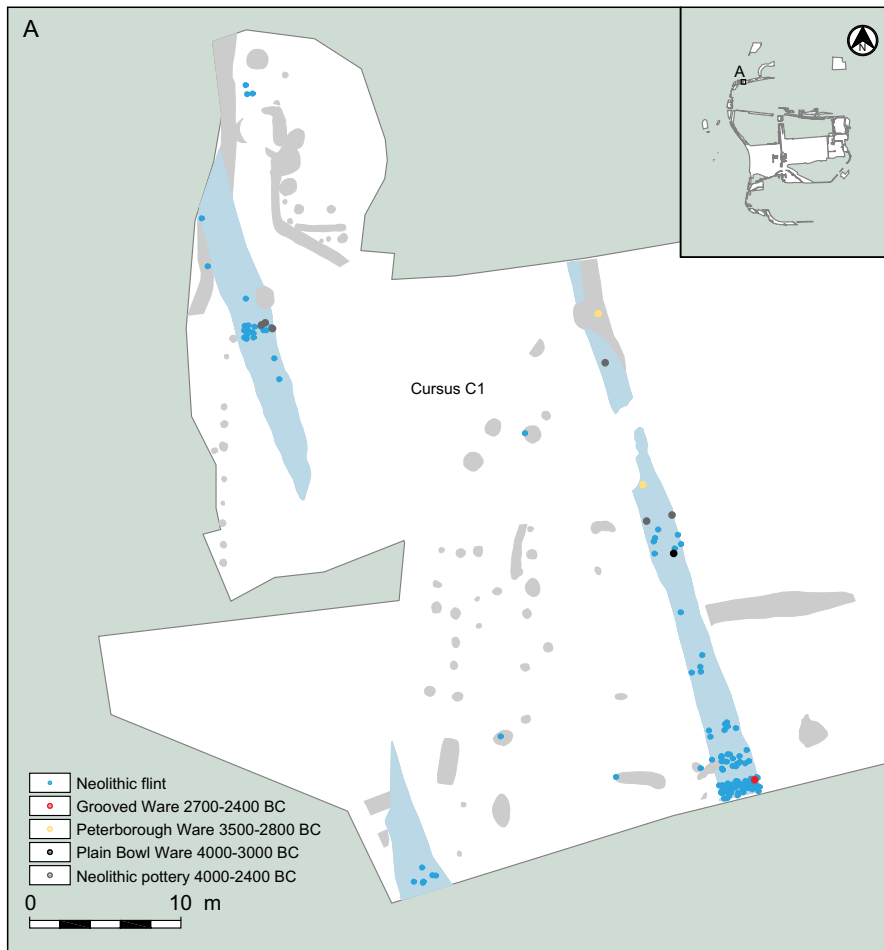 A
N
A
Cursus C1
Neolithic flint
Grooved Ware 2700-2400 BC
Peterborough Ware 3500-2800 BC
Plain Bowl Ware 4000-3000 BC
Neolithic pottery 4000-2400 BC
0 10 m